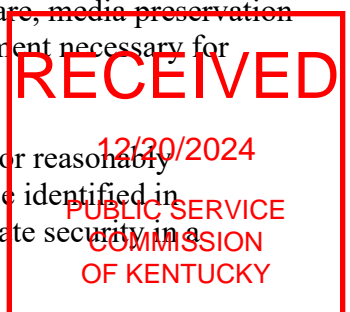 are, media preservation
ment necessary for
RECEIVED
or reasonably
12/20/2024
e identified in
PUBLIC SERVICE
ate security in a
COMMISSION
OF KENTUCKY